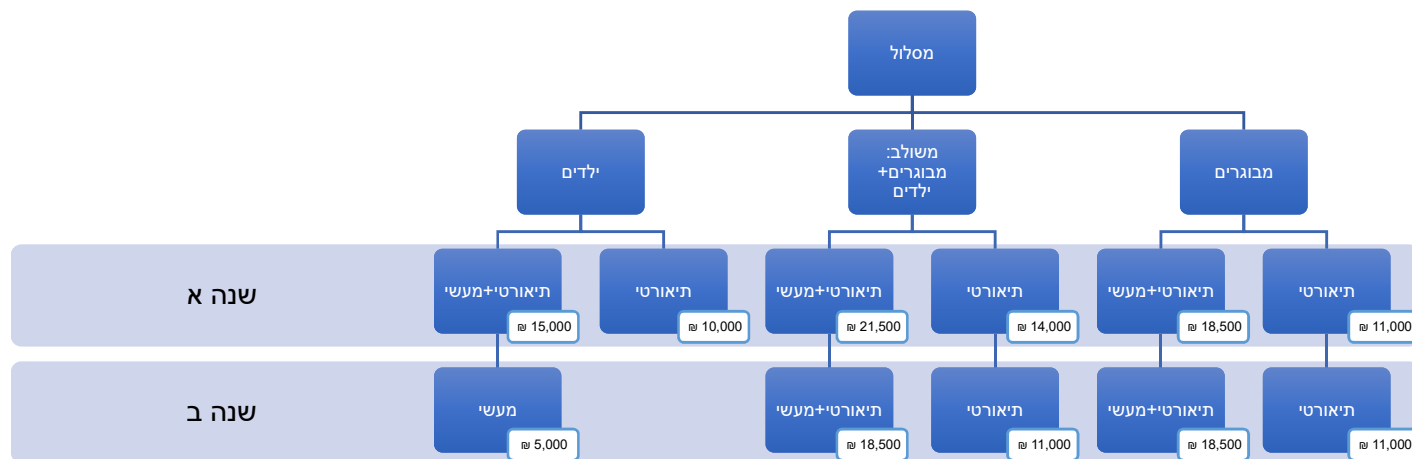 מסלול
מבוגרים
משולב:
מבוגרים+
ילדים
ילדים
שנה א
תיאורטי
11,000 ₪
תיאורטי+מעשי
18,500 ₪
תיאורטי
14,000 ₪
תיאורטי+מעשי
21,500 ₪
תיאורטי
10,000 ₪
תיאורטי+מעשי
15,000 ₪
שנה ב
תיאורטי
11,000 ₪
תיאורטי+מעשי
18,500 ₪
תיאורטי
11,000 ₪
תיאורטי+מעשי
18,500 ₪
מעשי
5,000 ₪